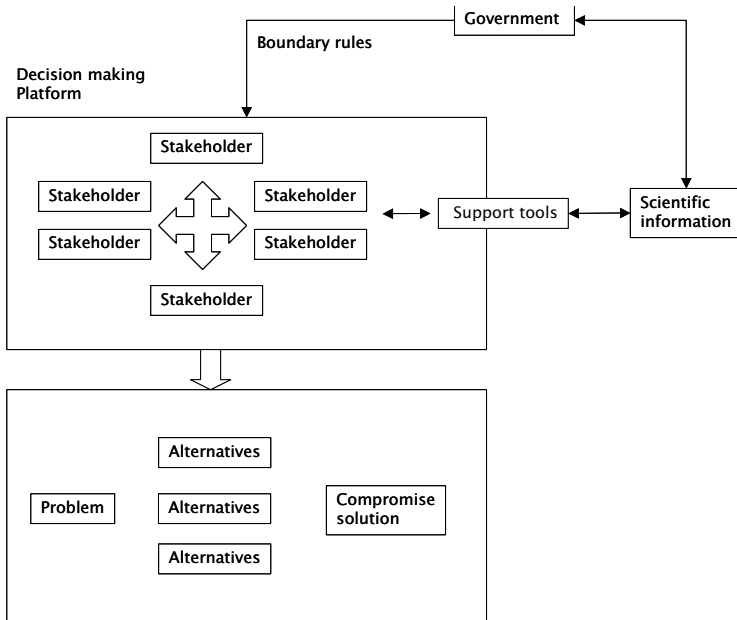 Government
Boundary rules
Decision making
Platform
Stakeholder
Stakeholder
Stakeholder
Stakeholder
Stakeholder
Stakeholder
Support tools
Scientific
information
Alternatives
Problem
Alternatives
Compromise
solution
Alternatives